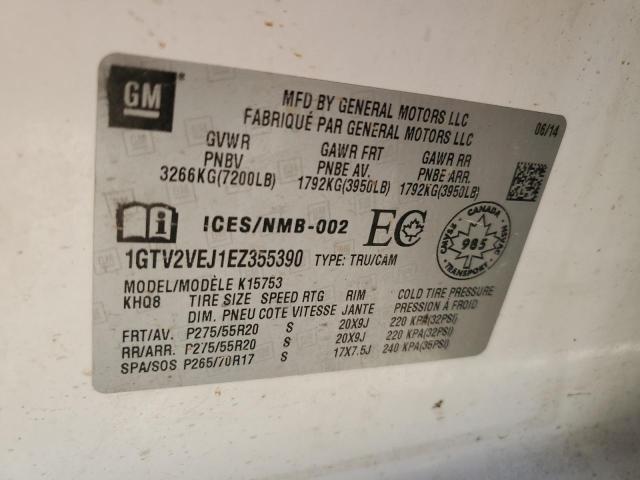 GM
MFD BY GENERAL MOTORS LLC
FABRIQUÉ PAR GENERAL MOTORS LLC
06/14
GVWR GAWR FRT GAWR RR
PNBV PNBE AV. PNBE ARR.
3266KG(7200LB) 1792KG(3950LB) 1792KG(3950LB)
ICES/NMB-002 EC
CANADA
CMVSS 985 NSVAC
TRANSPORT
1GTV2VEJ1EZ355390 TYPE: TRU/CAM
MODEL/MODÈLE K15753
KHQ8 TIRE SIZE SPEED RTG RIM COLD TIRE PRESSURE
DIM. PNEU COTE VITESSE JANTE PRESSION À FROID
FRT/AV. P275/55R20 S 20X9J 220 KPA(32PSI)
RR/ARR. P275/55R20 S 20X9J 220 KPA(32PSI)
SPA/SOS P265/70R17 S 17X7.5J 240 KPA(35PSI)